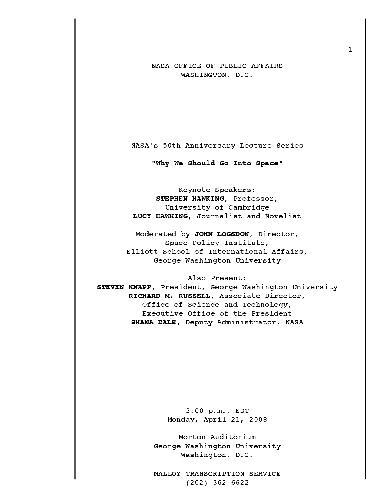 1
NASA OFFICE OF PUBLIC AFFAIRS
WASHINGTON, D.C.
NASA's 50th Anniversary Lecture Series
"Why We Should Go Into Space"
Keynote Speakers:
STEPHEN HAWKING, Professor,
University of Cambridge
LUCY HAWKING, Journalist and Novelist
Moderated by JOHN LOGSDON, Director,
Space Policy Institute,
Elliott School of International Affairs,
George Washington University
Also Present:
STEVEN KNAPP, President, George Washington University
RICHARD M. RUSSELL, Associate Director,
Office of Science and Technology,
Executive Office of the President
SHANA DALE, Deputy Administrator, NASA
3:00 p.m., EDT
Monday, April 21, 2008
Morton Auditorium
George Washington University
Washington, D.C.
MALLOY TRANSCRIPTION SERVICE
(202) 362-6622